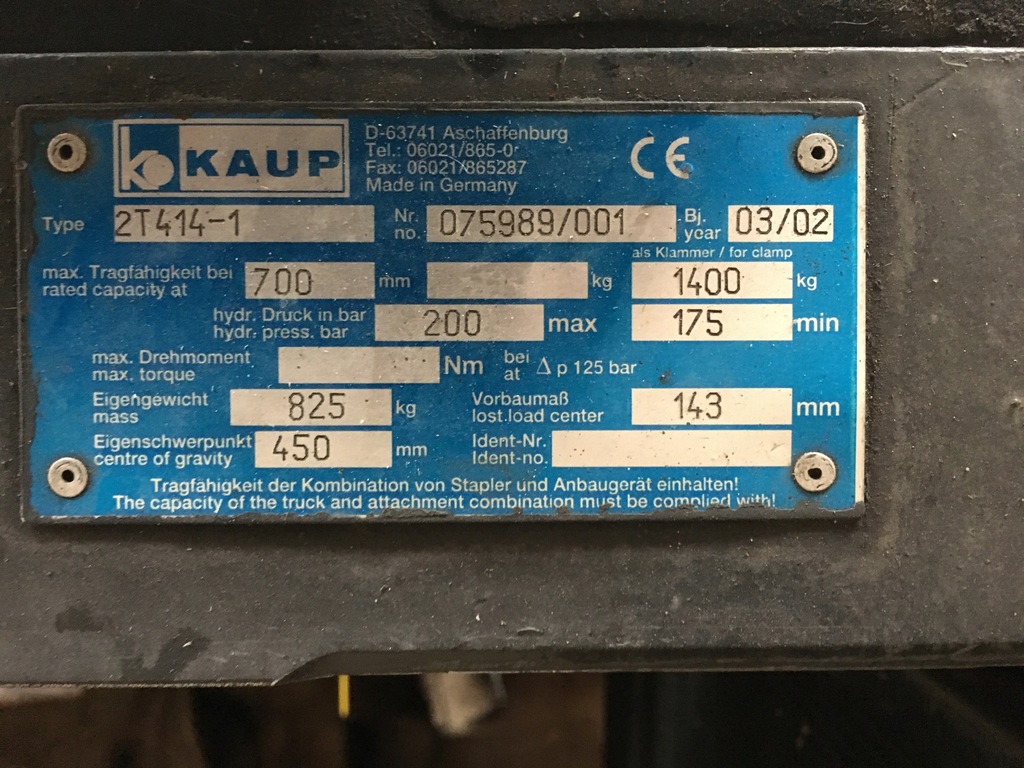 k KAUP
D-63741 Aschaffenburg
Tel.: 06021/865-0
Fax: 06021/865287
Made in Germany
CE
Type 2T414-1 Nr. no. 075989/001 Bj. year 03/02
als Klammer / for clamp
max. Tragfähigkeit bei
rated capacity at 700 mm kg 1400 kg
hydr. Druck in bar
hydr. press. bar 200 max 175 min
max. Drehmoment
max. torque Nm bei at Δ p 125 bar
Eigengewicht
mass 825 kg
Vorbaumaß
lost load center 143 mm
Eigenschwerpunkt
centre of gravity 450 mm
Ident-Nr.
Ident-no.
Tragfähigkeit der Kombination von Stapler und Anbaugerät einhalten!
The capacity of the truck and attachment combination must be complied with!